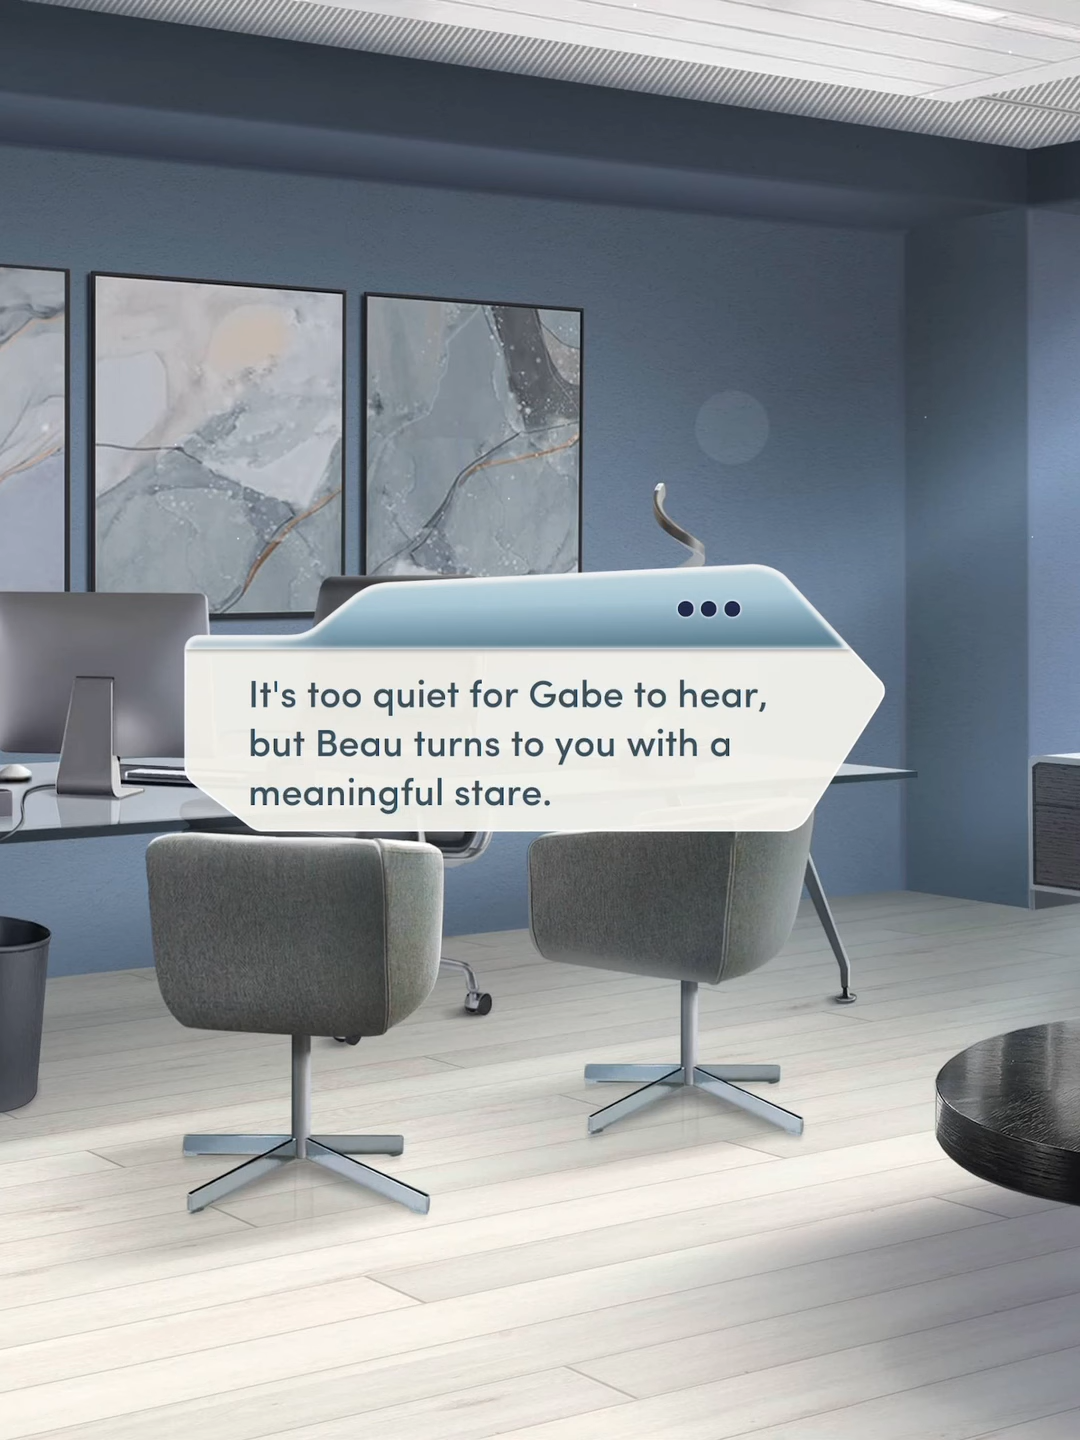 It's too quiet for Gabe to hear,
but Beau turns to you with a
meaningful stare.